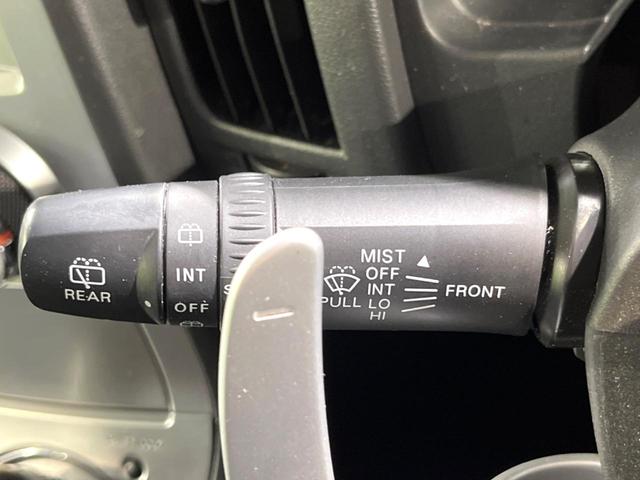 REAR
INT
OFF
MIST
OFF
INT
LO
HI
PULL
FRONT